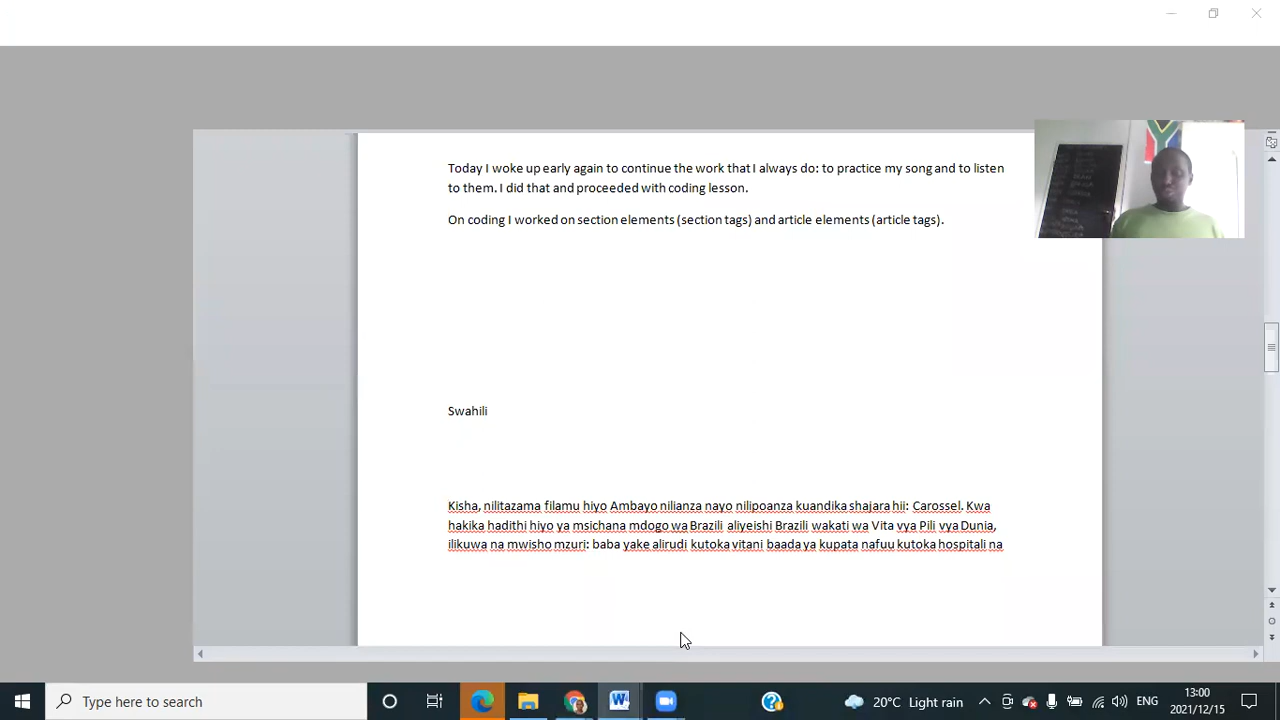 Today I woke up early again to continue the work that I always do: to practice my song and to listen
to them. I did that and proceeded with coding lesson.
On coding I worked on section elements (section tags) and article elements (article tags).
Swahili
Kisha, nilitazama filamu hiyo Ambayo nilianza nayo nilipoanza kuandika shajara hii: Carossel. Kwa
hakika hadithi hiyo ya msichana mdogo wa Brazili aliyeishi Brazili wakati wa Vita vya Pili vya Dunia,
ilikuwa na mwisho mzuri: baba yake alirudi kutoka vitani baada ya kupata nafuu kutoka hospitali na
Type here to search
20°C Light rain
ENG
13:00
2021/12/15